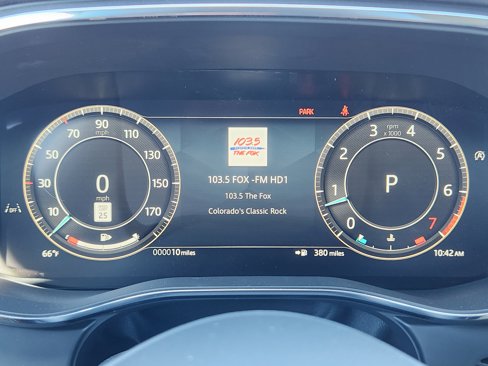 PARK
90
mph
70
110
50
130
30
150
10
170
0
mph
25
OFF
103.5
THE FOX
103.5 FOX -FM HD1
103.5 The Fox
Colorado's Classic Rock
rpm
x 1000
3
4
2
5
1
6
0
7
P
66°F
000010 miles
380 miles
10:42 AM